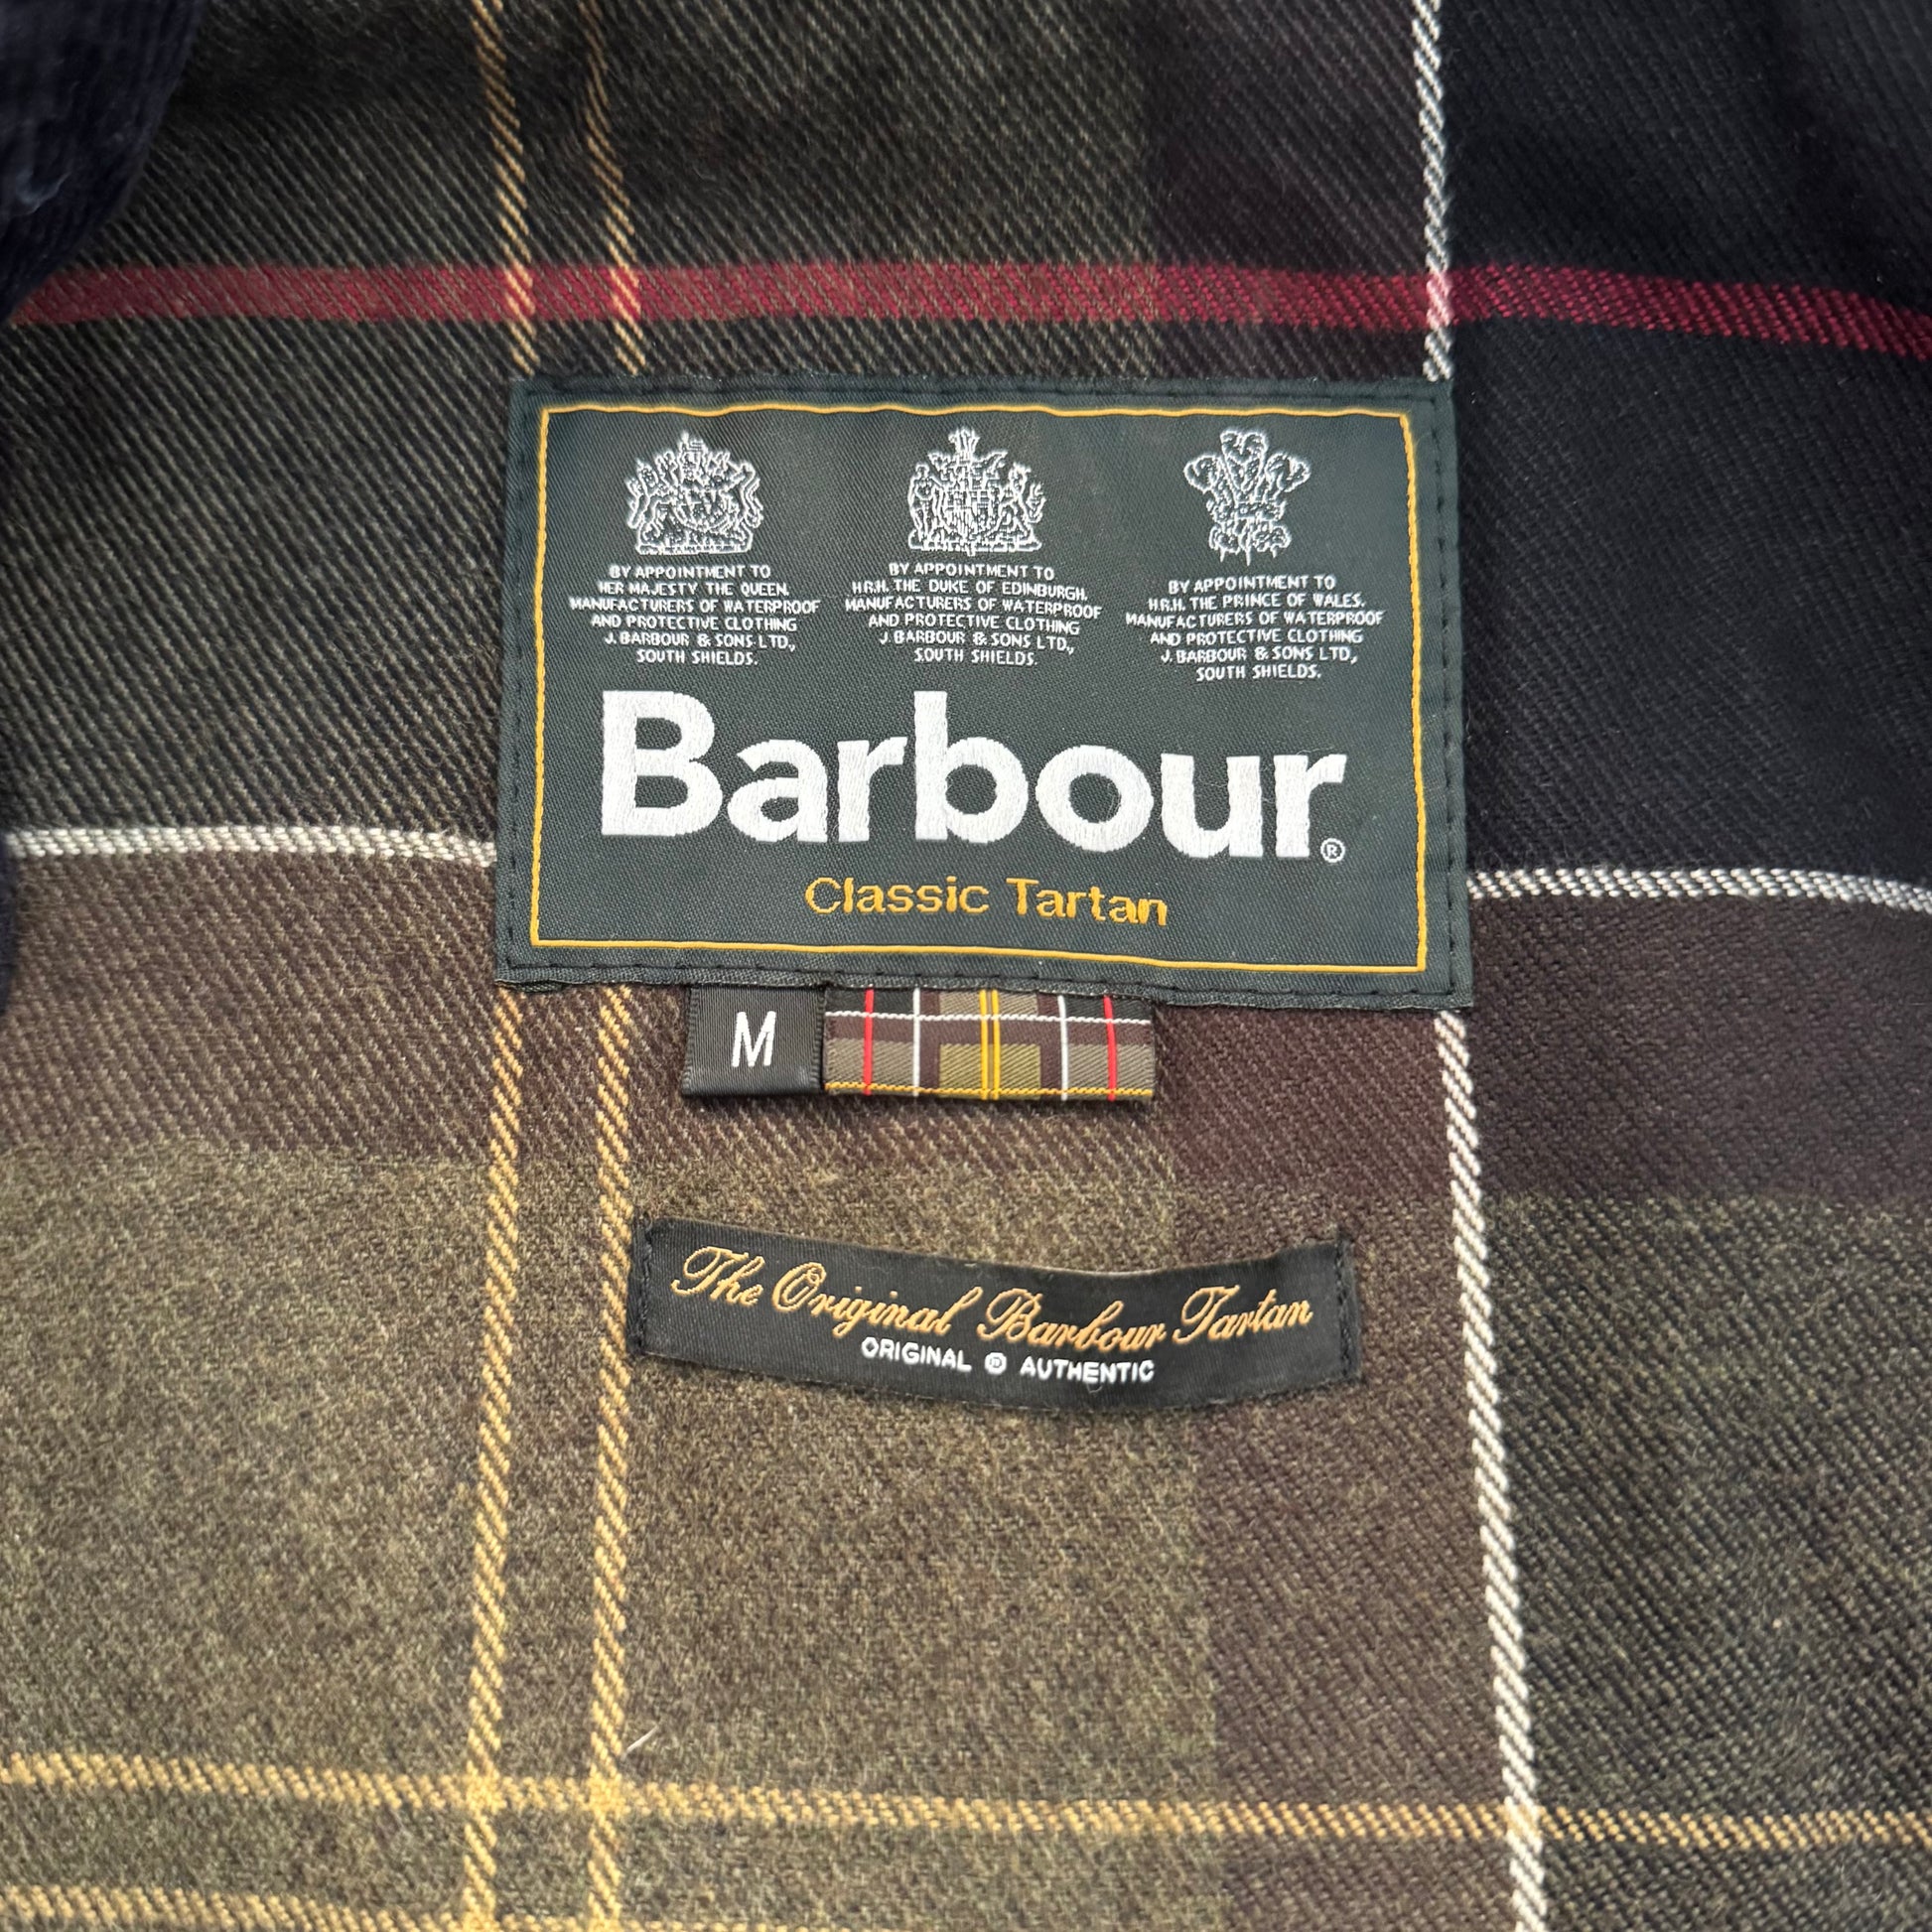 BY APPOINTMENT TO
HER MAJESTY THE QUEEN.
MANUFACTURERS OF WATERPROOF
AND PROTECTIVE CLOTHING
J. BARBOUR & SONS LTD.,
SOUTH SHIELDS.
BY APPOINTMENT TO
H.R.H. THE DUKE OF EDINBURGH.
MANUFACTURERS OF WATERPROOF
AND PROTECTIVE CLOTHING
J. BARBOUR & SONS LTD.,
SOUTH SHIELDS.
BY APPOINTMENT TO
H.R.H. THE PRINCE OF WALES.
MANUFACTURERS OF WATERPROOF
AND PROTECTIVE CLOTHING
J. BARBOUR & SONS LTD.,
SOUTH SHIELDS.
Barbour®
Classic Tartan
M
The Original Barbour Tartan
ORIGINAL ® AUTHENTIC